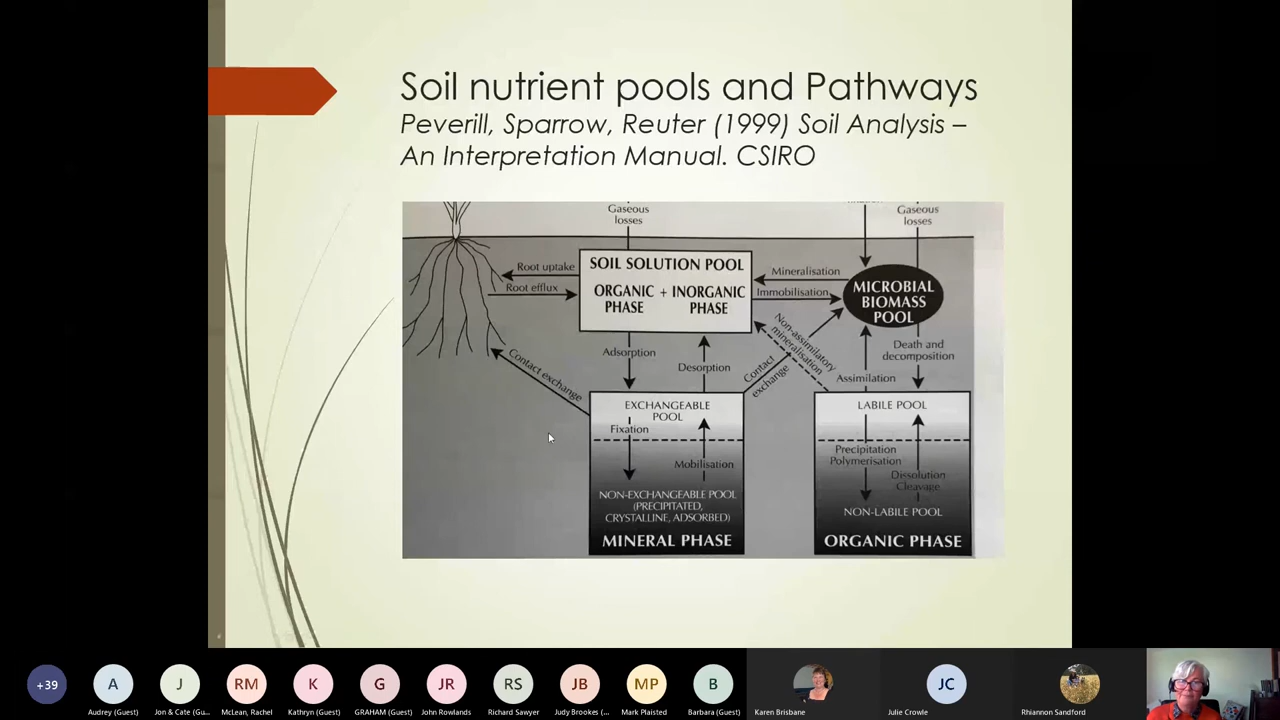 Soil nutrient pools and Pathways
Peverill, Sparrow, Reuter (1999) Soil Analysis –
An Interpretation Manual. CSIRO
Gaseous
losses
Gaseous
losses
Root uptake
Root efflux
SOIL SOLUTION POOL
ORGANIC + INORGANIC
PHASE PHASE
Mineralisation
Immobilisation
MICROBIAL
BIOMASS
POOL
Adsorption
Desorption
Contact exchange
Contact
exchange
Non-assimilatory
mineralisation
Assimilation
Death and
decomposition
EXCHANGEABLE
POOL
Fixation
Mobilisation
NON-EXCHANGEABLE POOL
(PRECIPITATED,
CRYSTALLINE, ADSORBED)
MINERAL PHASE
LABILE POOL
Precipitation
Polymerisation
Dissolution
Cleavage
NON-LABILE POOL
ORGANIC PHASE
+39
A
J
RM
K
G
JR
RS
JB
MP
B
JC
Audrey (Guest)
Jon & Cate (Gu...
McLean, Rachel
Kathryn (Guest)
GRAHAM (Guest)
John Rowlands
Richard Sawyer
Judy Brookes (...
Mark Plaisted
Barbara (Guest)
Karen Brisbane
Julie Crowle
Rhiannon Sandford